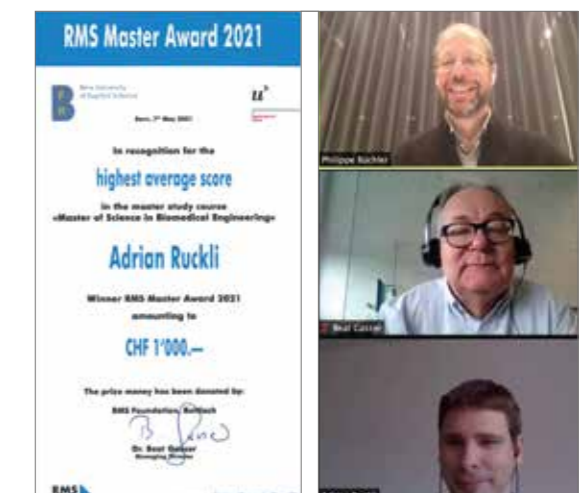 RMS Master Award 2021
Bern University
of Applied Sciences
B
F
H
u
b
Bern, 7th May 2021
In recognition for the
highest average score
in the master study course
«Master of Science in Biomedical Engineering»
Adrian Ruckli
Winner RMS Master Award 2021
amounting to
CHF 1'000.—
The prize money has been donated by:
RMS Foundation, Bettlach
Dr. Beat Gasser
Managing Director
RMS
Philippe Büchler
Beat Gasser